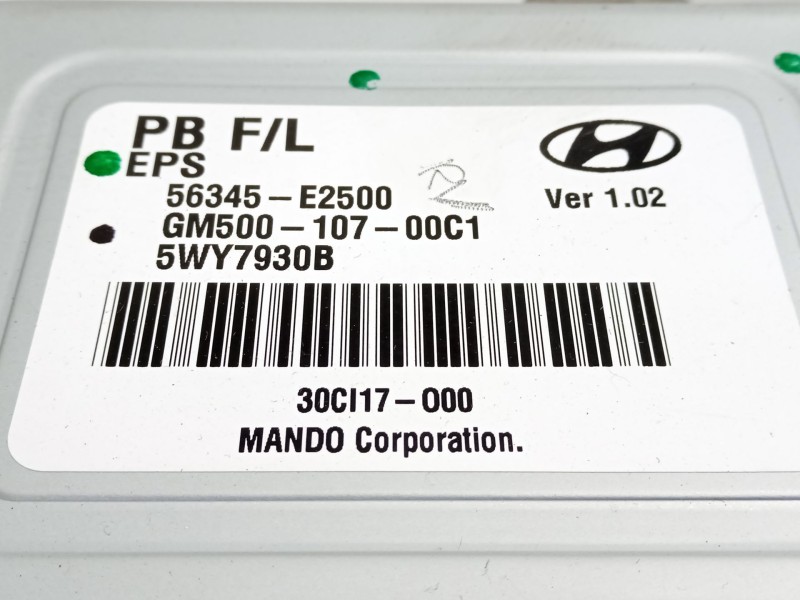 PB F/L
EPS
56345-E2500
Ver 1.02
GM500-107-00C1
5WY7930B
30CI17-000
MANDO Corporation.